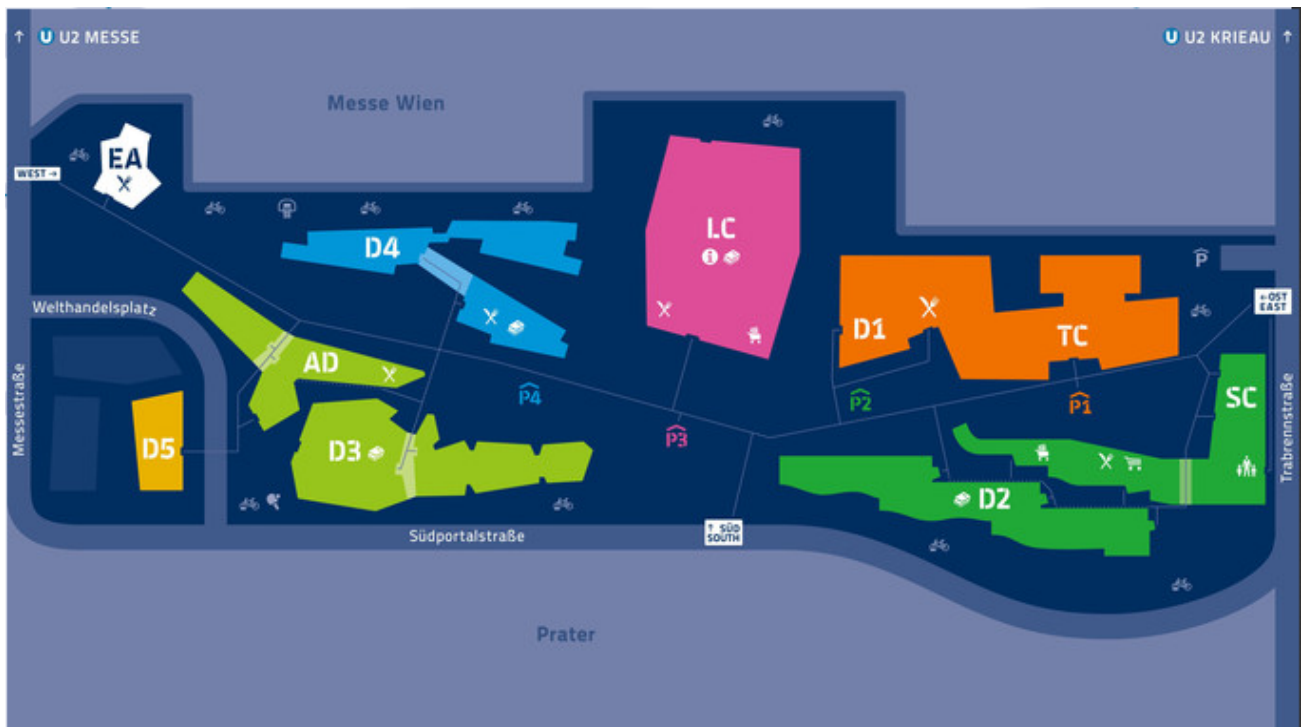 ↑ U U2 MESSE
U U2 KRIEAU ↑
Messe Wien
EA
WEST →
LC
D4
P
←OST
EAST
Welthandelsplatz
D1
TC
AD
P4
P2
P1
SC
Messestraße
Trabrennstraße
P3
D5
D3
D2
Südportalstraße
↑ SÜD
SOUTH
Prater